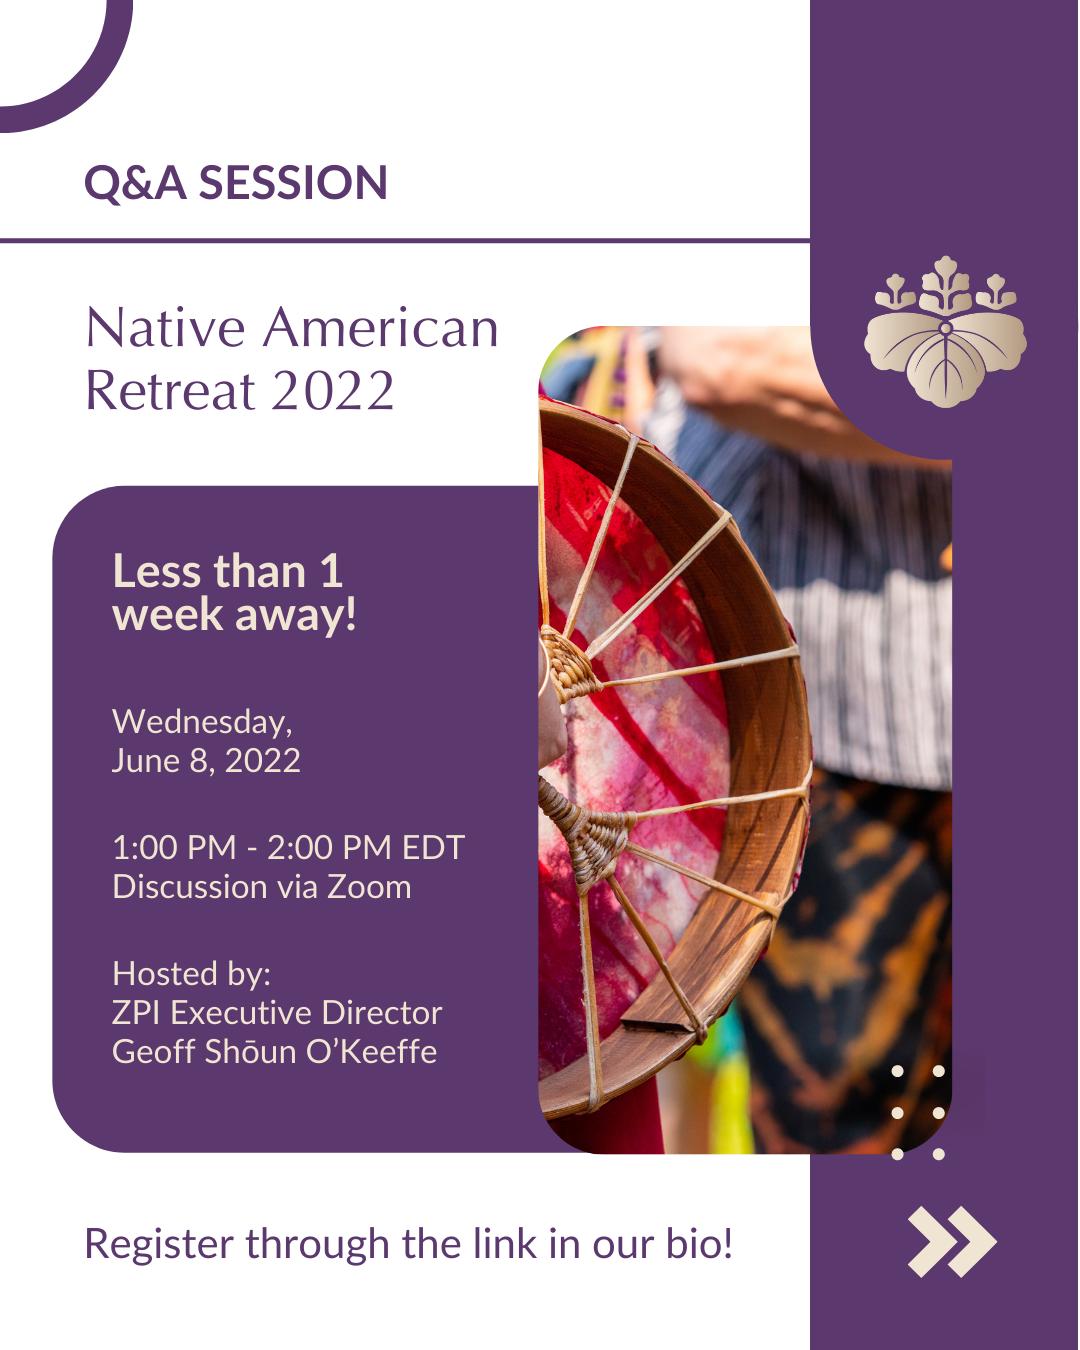 Q&A SESSION
Native American
Retreat 2022
Less than 1
week away!
Wednesday,
June 8, 2022
1:00 PM - 2:00 PM EDT
Discussion via Zoom
Hosted by:
ZPI Executive Director
Geoff Shōun O’Keeffe
Register through the link in our bio!